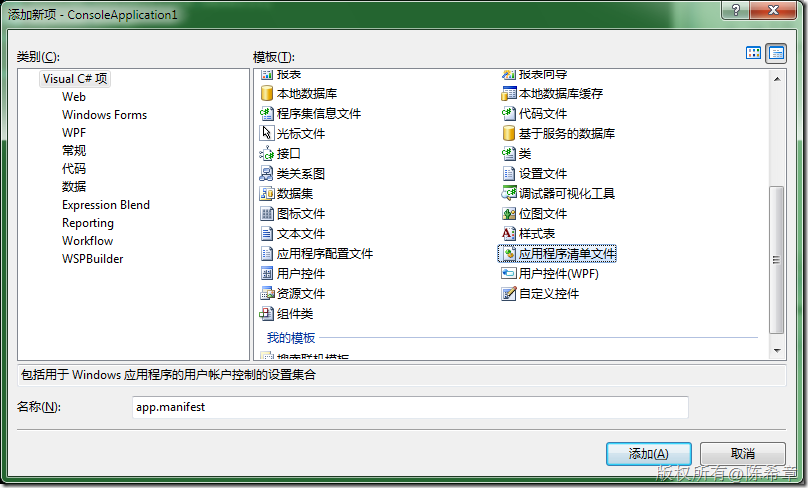 添加新项 - ConsoleApplication1
类别(C):
模板(T):
Visual C# 项
Web
Windows Forms
WPF
常规
代码
数据
Expression Blend
Reporting
Workflow
WSPBuilder
报表
报表向导
本地数据库
本地数据库缓存
程序集信息文件
代码文件
光标文件
基于服务的数据库
接口
类
类关系图
设置文件
数据集
调试器可视化工具
图标文件
位图文件
文本文件
样式表
应用程序配置文件
应用程序清单文件
用户控件
用户控件(WPF)
资源文件
自定义控件
组件类
我的模板
搜索联机模板
包括用于 Windows 应用程序的用户帐户控制的设置集合
名称(N):
app.manifest
添加(A)
取消
版权所有@陈希章